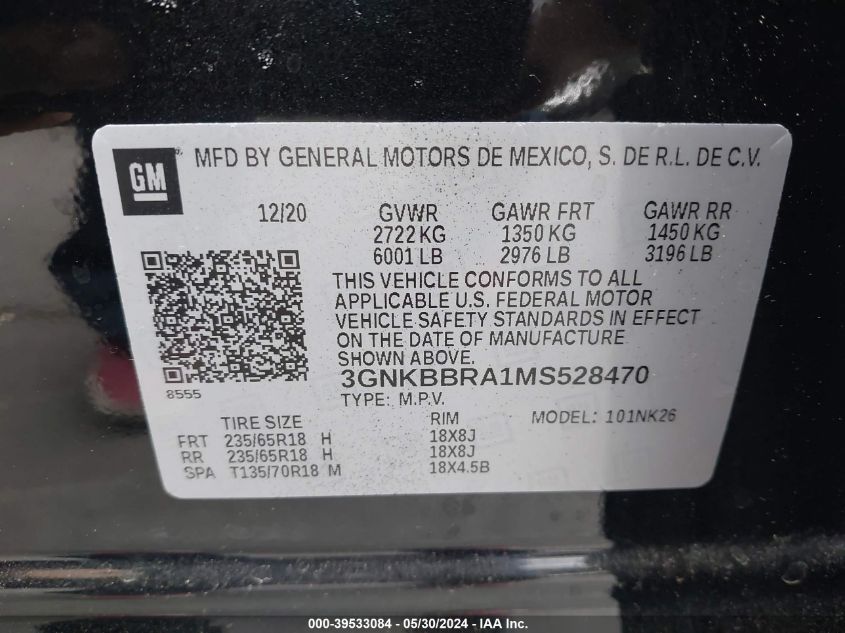 GM MFD BY GENERAL MOTORS DE MEXICO, S. DE R.L. DE C.V.
12/20 GVWR GAWR FRT GAWR RR
2722 KG 1350 KG 1450 KG
6001 LB 2976 LB 3196 LB
THIS VEHICLE CONFORMS TO ALL
APPLICABLE U.S. FEDERAL MOTOR
VEHICLE SAFETY STANDARDS IN EFFECT
ON THE DATE OF MANUFACTURE
SHOWN ABOVE.
3GNKBBRA1MS528470
8555
TYPE: M.P.V.
TIRE SIZE RIM MODEL: 101NK26
FRT 235/65R18 H 18X8J
RR 235/65R18 H 18X8J
SPA T135/70R18 M 18X4.5B
000-39533084 - 05/30/2024 - IAA Inc.